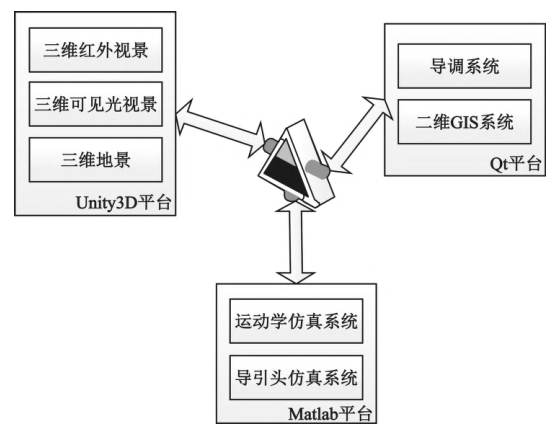 三维红外视景
三维可见光视景
三维地景
Unity3D平台
导调系统
二维GIS系统
Qt平台
运动学仿真系统
导引头仿真系统
Matlab平台